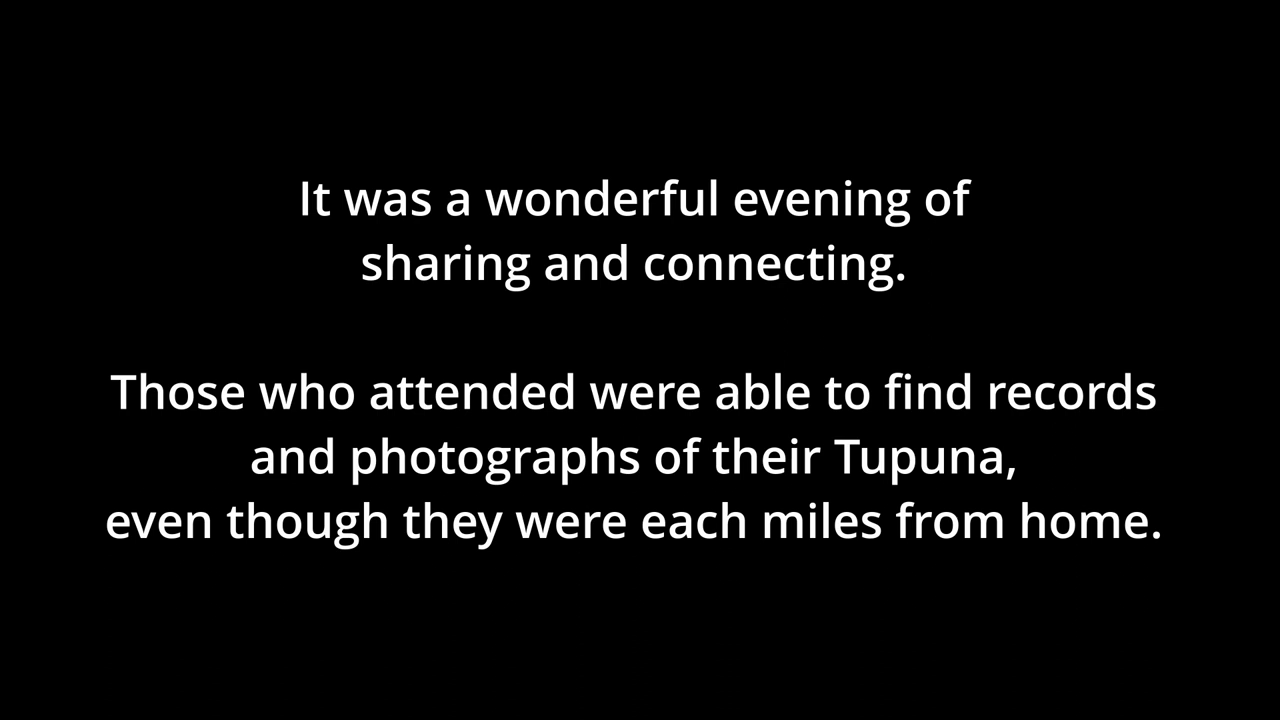 It was a wonderful evening of
sharing and connecting.
Those who attended were able to find records
and photographs of their Tupuna,
even though they were each miles from home.